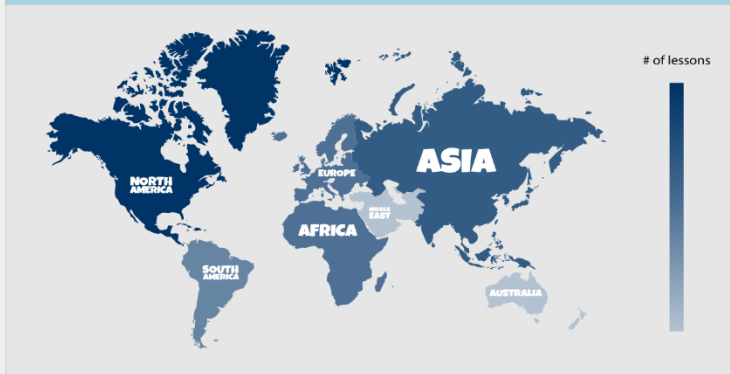 # of lessons
NORTH
AMERICA
EUROPE
ASIA
MIDDLE
EAST
AFRICA
SOUTH
AMERICA
AUSTRALIA